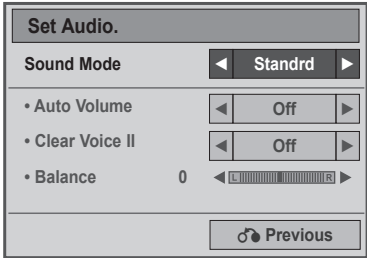 Set Audio.
Sound Mode ◀ Standrd ▶
• Auto Volume ◀ Off ▶
• Clear Voice II ◀ Off ▶
• Balance 0 ◀ L R ▶
Previous